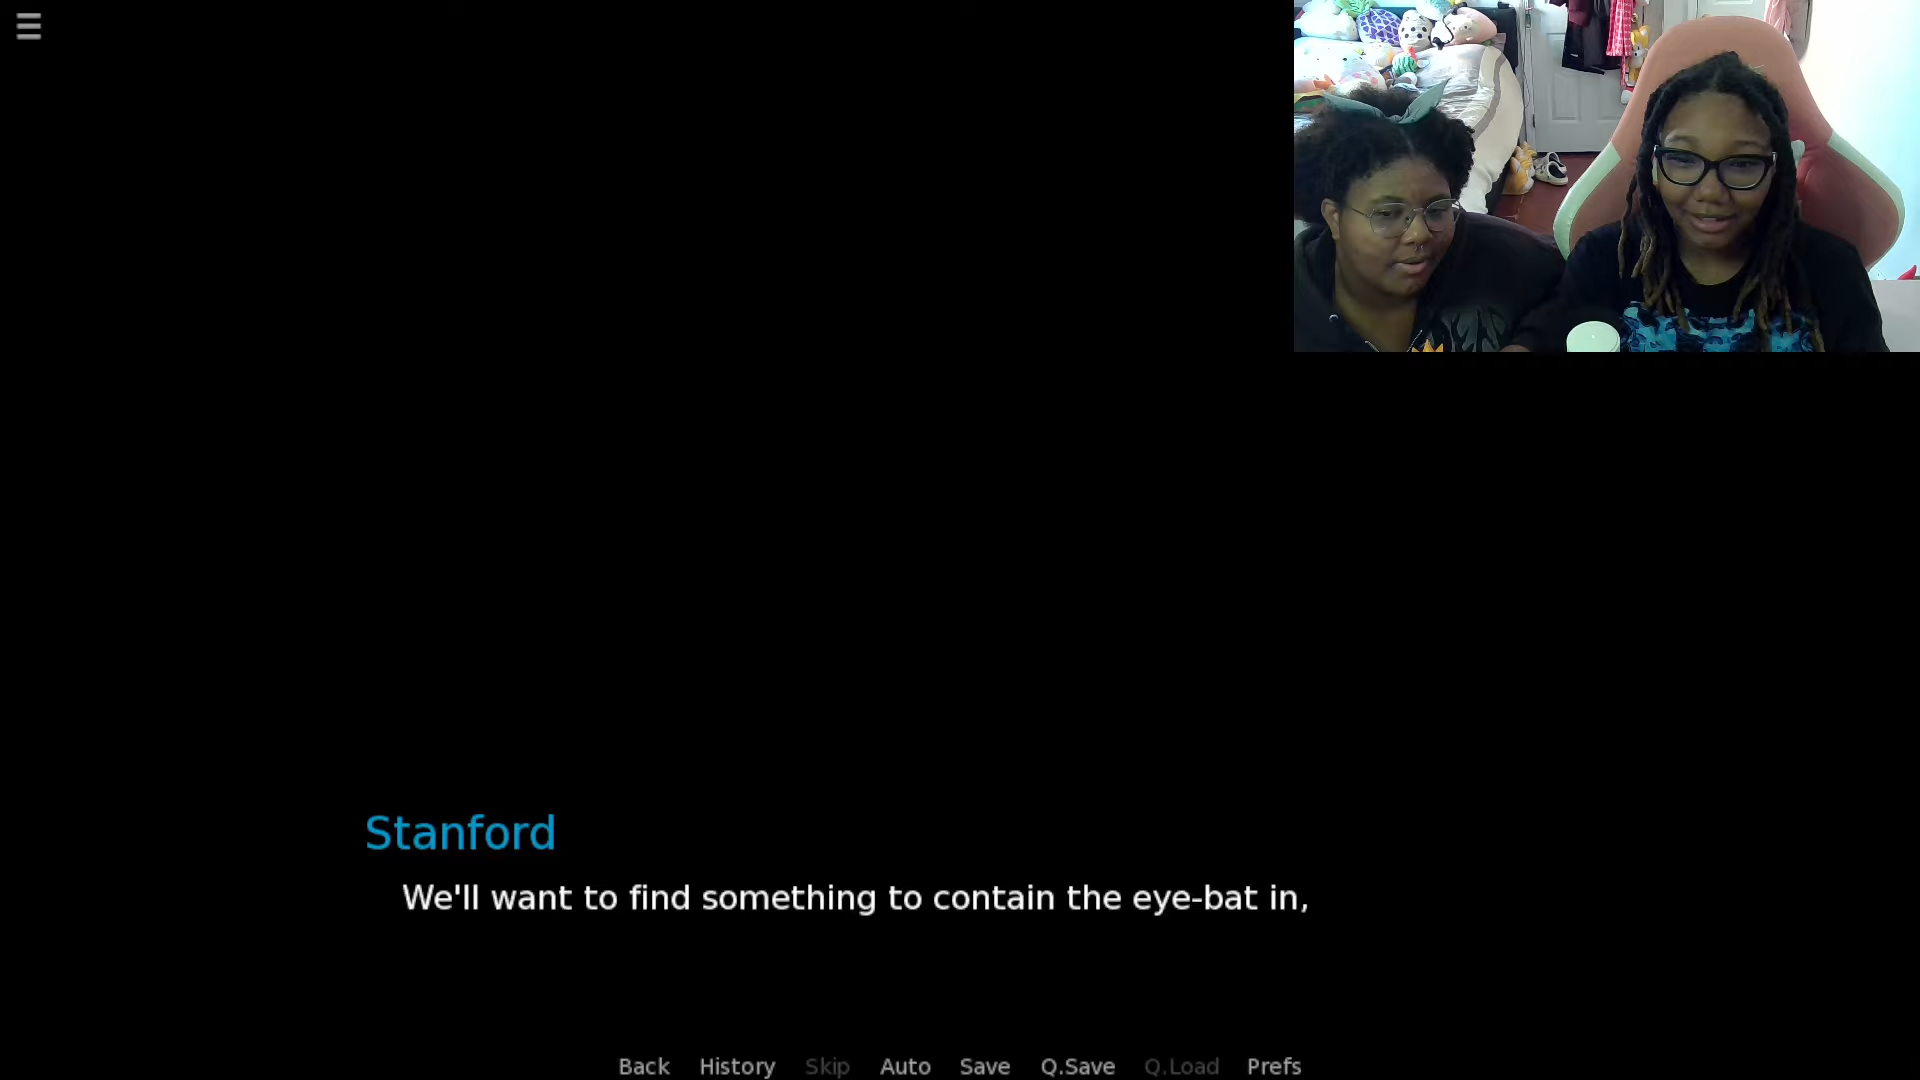 Stanford
We'll want to find something to contain the eye-bat in,
Back History Skip Auto Save Q.Save Q.Load Prefs